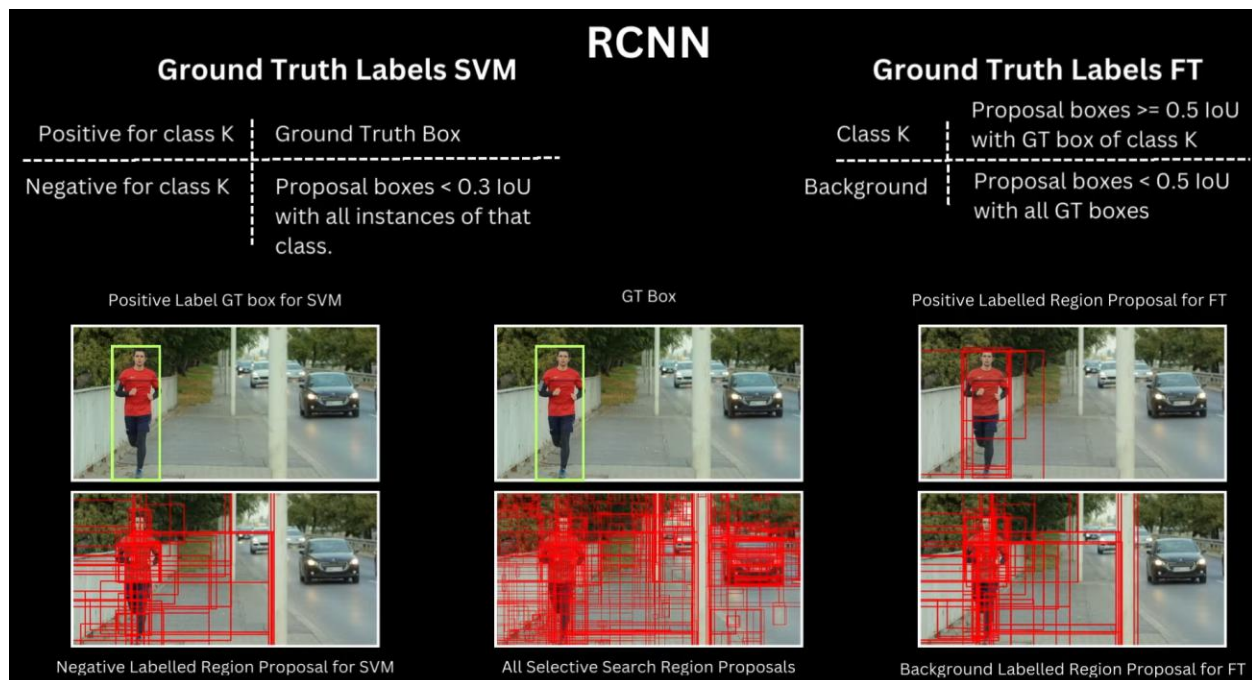 RCNN
Ground Truth Labels SVM
Positive for class K
Ground Truth Box
Negative for class K
Proposal boxes < 0.3 IoU
with all instances of that
class.
Ground Truth Labels FT
Class K
Proposal boxes >= 0.5 IoU
with GT box of class K
Background
Proposal boxes < 0.5 IoU
with all GT boxes
Positive Label GT box for SVM
GT Box
Positive Labelled Region Proposal for FT
Negative Labelled Region Proposal for SVM
All Selective Search Region Proposals
Background Labelled Region Proposal for FT